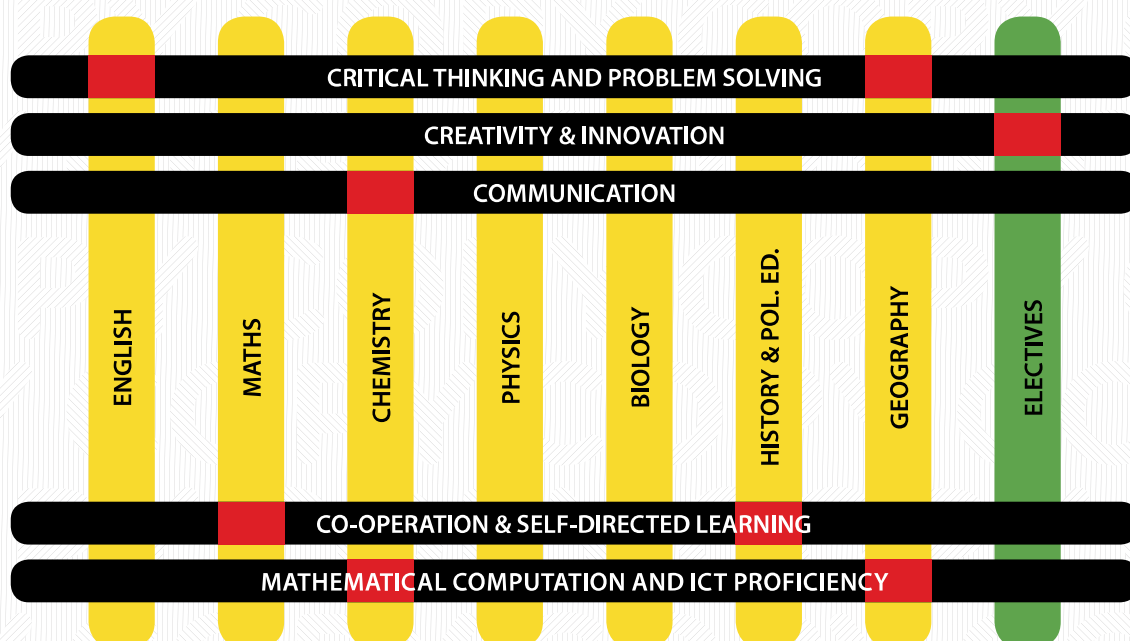 CRITICAL THINKING AND PROBLEM SOLVING
CREATIVITY & INNOVATION
COMMUNICATION
ENGLISH
MATHS
CHEMISTRY
PHYSICS
BIOLOGY
HISTORY & POL. ED.
GEOGRAPHY
ELECTIVES
CO-OPERATION & SELF-DIRECTED LEARNING
MATHEMATICAL COMPUTATION AND ICT PROFICIENCY